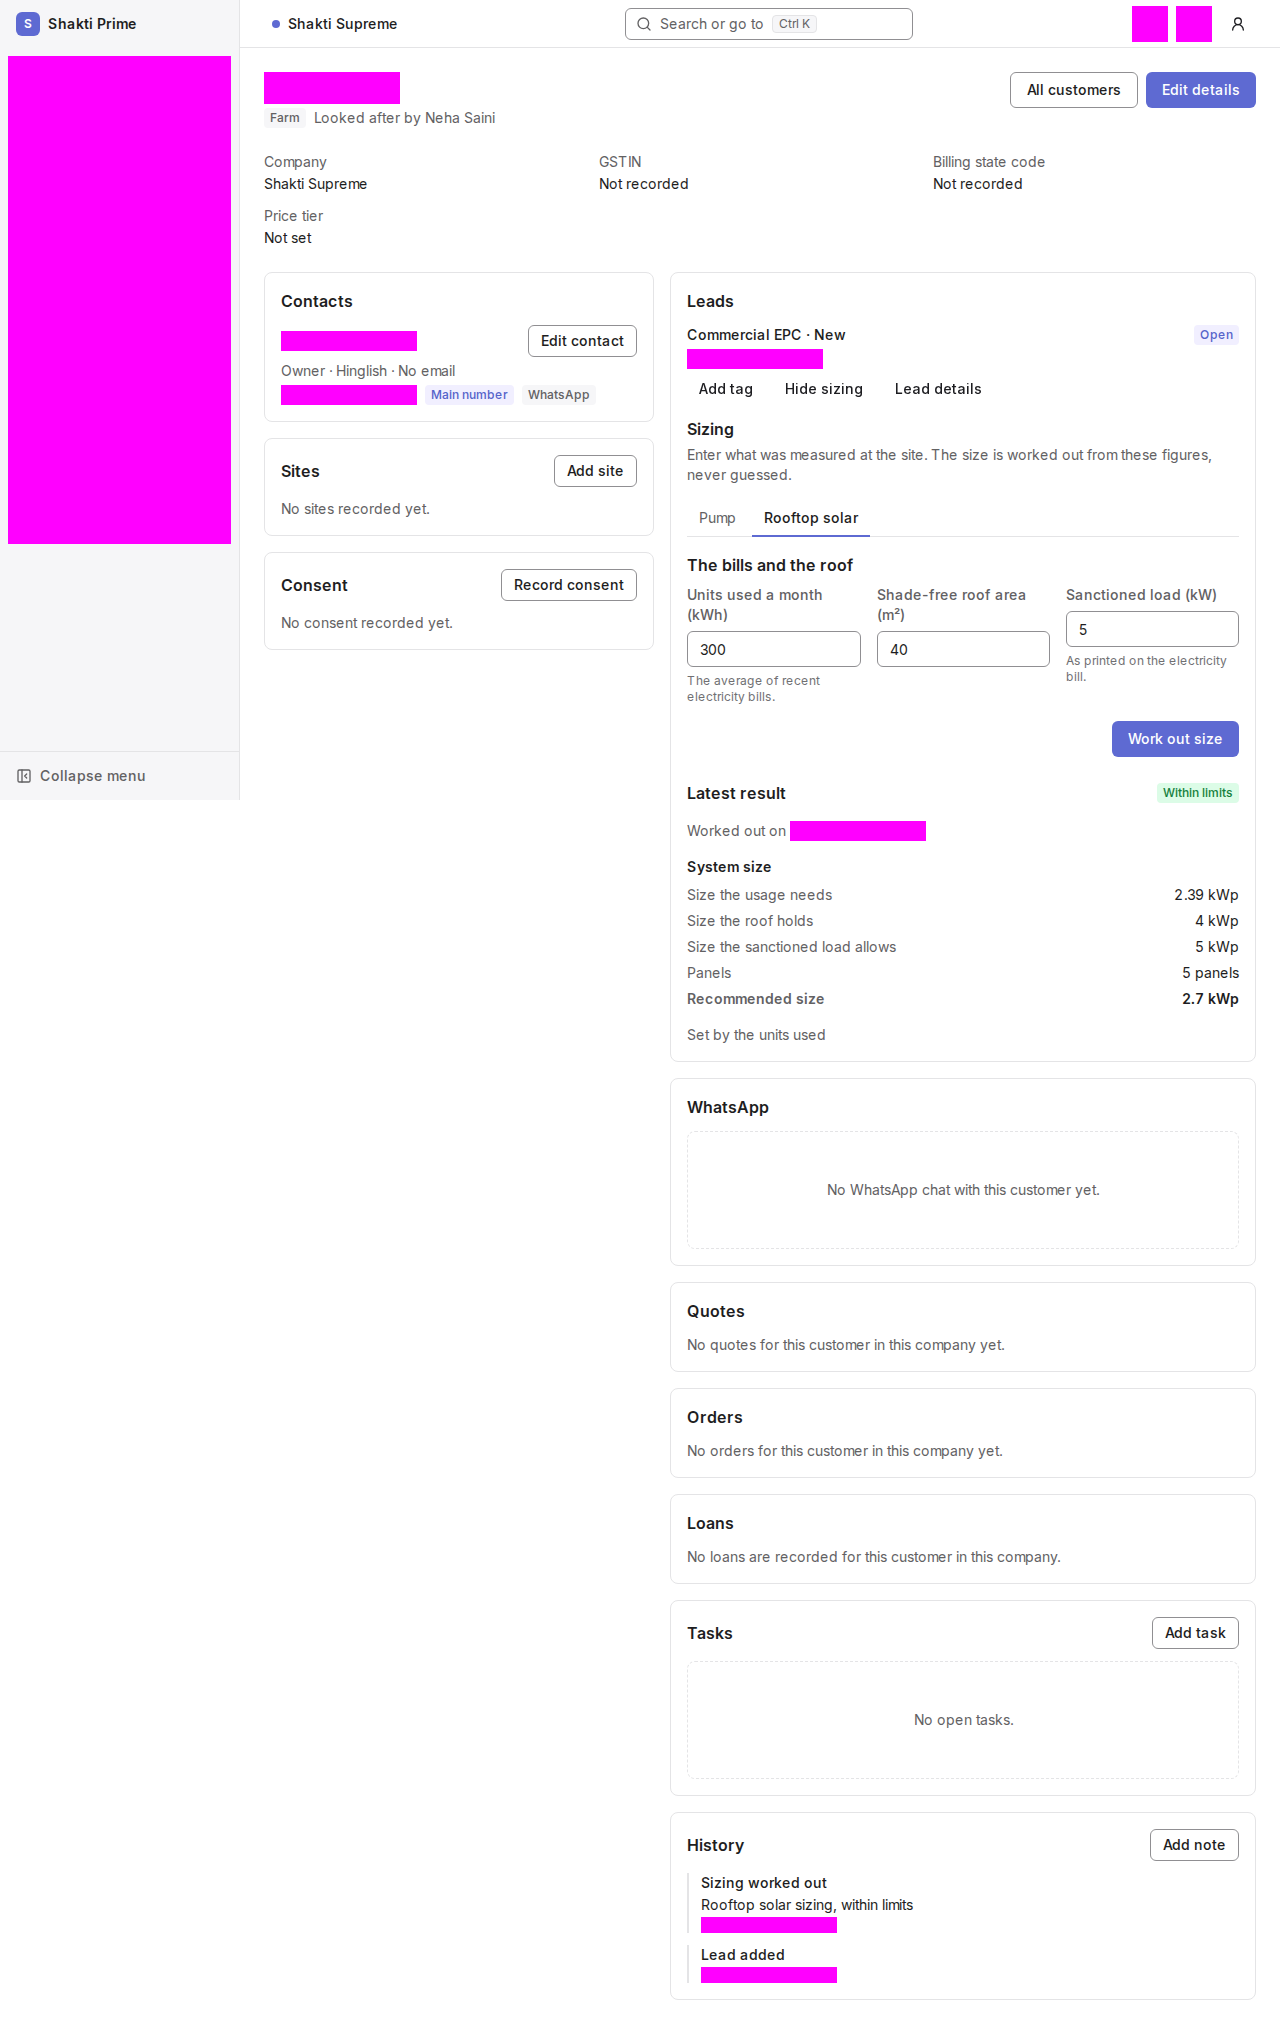 S Shakti Prime
Shakti Supreme
Search or go to Ctrl K
All customers
Edit details
Farm Looked after by Neha Saini
Company
Shakti Supreme
GSTIN
Not recorded
Billing state code
Not recorded
Price tier
Not set
Contacts
Edit contact
Owner · Hinglish · No email
Main number WhatsApp
Sites
Add site
No sites recorded yet.
Consent
Record consent
No consent recorded yet.
Collapse menu
Leads
Commercial EPC · New
Open
Add tag Hide sizing Lead details
Sizing
Enter what was measured at the site. The size is worked out from these figures,
never guessed.
Pump Rooftop solar
The bills and the roof
Units used a month
(kWh)
300
The average of recent
electricity bills.
Shade-free roof area
(m²)
40
Sanctioned load (kW)
5
As printed on the electricity
bill.
Work out size
Latest result
Within limits
Worked out on
System size
Size the usage needs 2.39 kWp
Size the roof holds 4 kWp
Size the sanctioned load allows 5 kWp
Panels 5 panels
Recommended size 2.7 kWp
Set by the units used
WhatsApp
No WhatsApp chat with this customer yet.
Quotes
No quotes for this customer in this company yet.
Orders
No orders for this customer in this company yet.
Loans
No loans are recorded for this customer in this company.
Tasks
Add task
No open tasks.
History
Add note
Sizing worked out
Rooftop solar sizing, within limits
Lead added